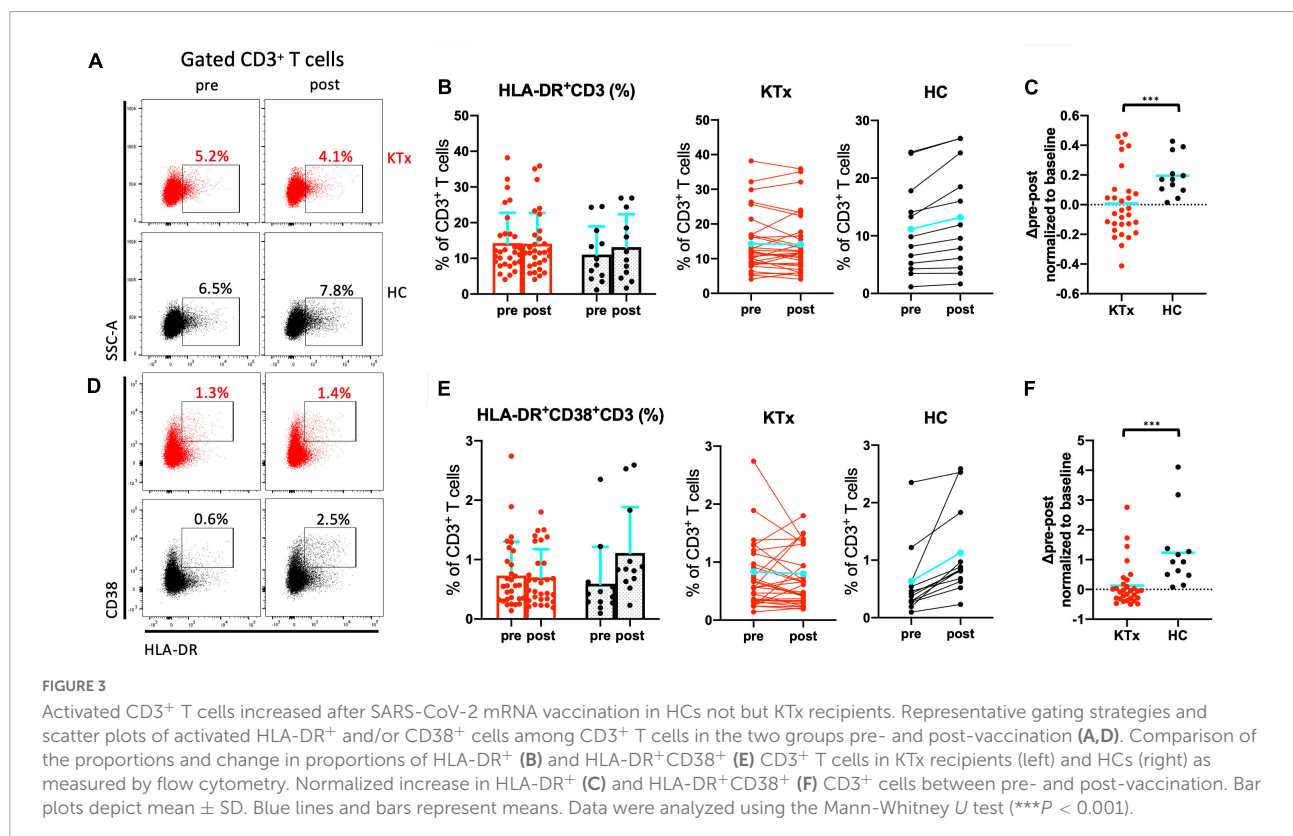 A
Gated CD3+ T cells
pre post
150K
100K
50K
0
5.2%
4.1%
KTx
6.5%
7.8%
HC
SSC-A
-10³ 0 10³ 10⁴ 10⁵
B
HLA-DR+CD3 (%)
% of CD3+ T cells
50
40
30
20
10
0
pre post pre post
KTx
% of CD3+ T cells
50
40
30
20
10
0
pre post
HC
% of CD3+ T cells
30
20
10
0
pre post
C
***
Δpre-post
normalized to baseline
0.6
0.4
0.2
0.0
-0.2
-0.4
-0.6
KTx HC
D
1.3%
1.4%
0.6%
2.5%
CD38
HLA-DR
E
HLA-DR+CD38+CD3 (%)
% of CD3+ T cells
3
2
1
0
pre post pre post
KTx
% of CD3+ T cells
3
2
1
0
pre post
HC
% of CD3+ T cells
3
2
1
0
pre post
F
***
Δpre-post
normalized to baseline
5
4
3
2
1
0
-1
KTx HC
FIGURE 3
Activated CD3+ T cells increased after SARS-CoV-2 mRNA vaccination in HCs not but KTx recipients. Representative gating strategies and
scatter plots of activated HLA-DR+ and/or CD38+ cells among CD3+ T cells in the two groups pre- and post-vaccination (A,D). Comparison of
the proportions and change in proportions of HLA-DR+ (B) and HLA-DR+CD38+ (E) CD3+ T cells in KTx recipients (left) and HCs (right) as
measured by flow cytometry. Normalized increase in HLA-DR+ (C) and HLA-DR+CD38+ (F) CD3+ cells between pre- and post-vaccination. Bar
plots depict mean ± SD. Blue lines and bars represent means. Data were analyzed using the Mann-Whitney U test (***P < 0.001).